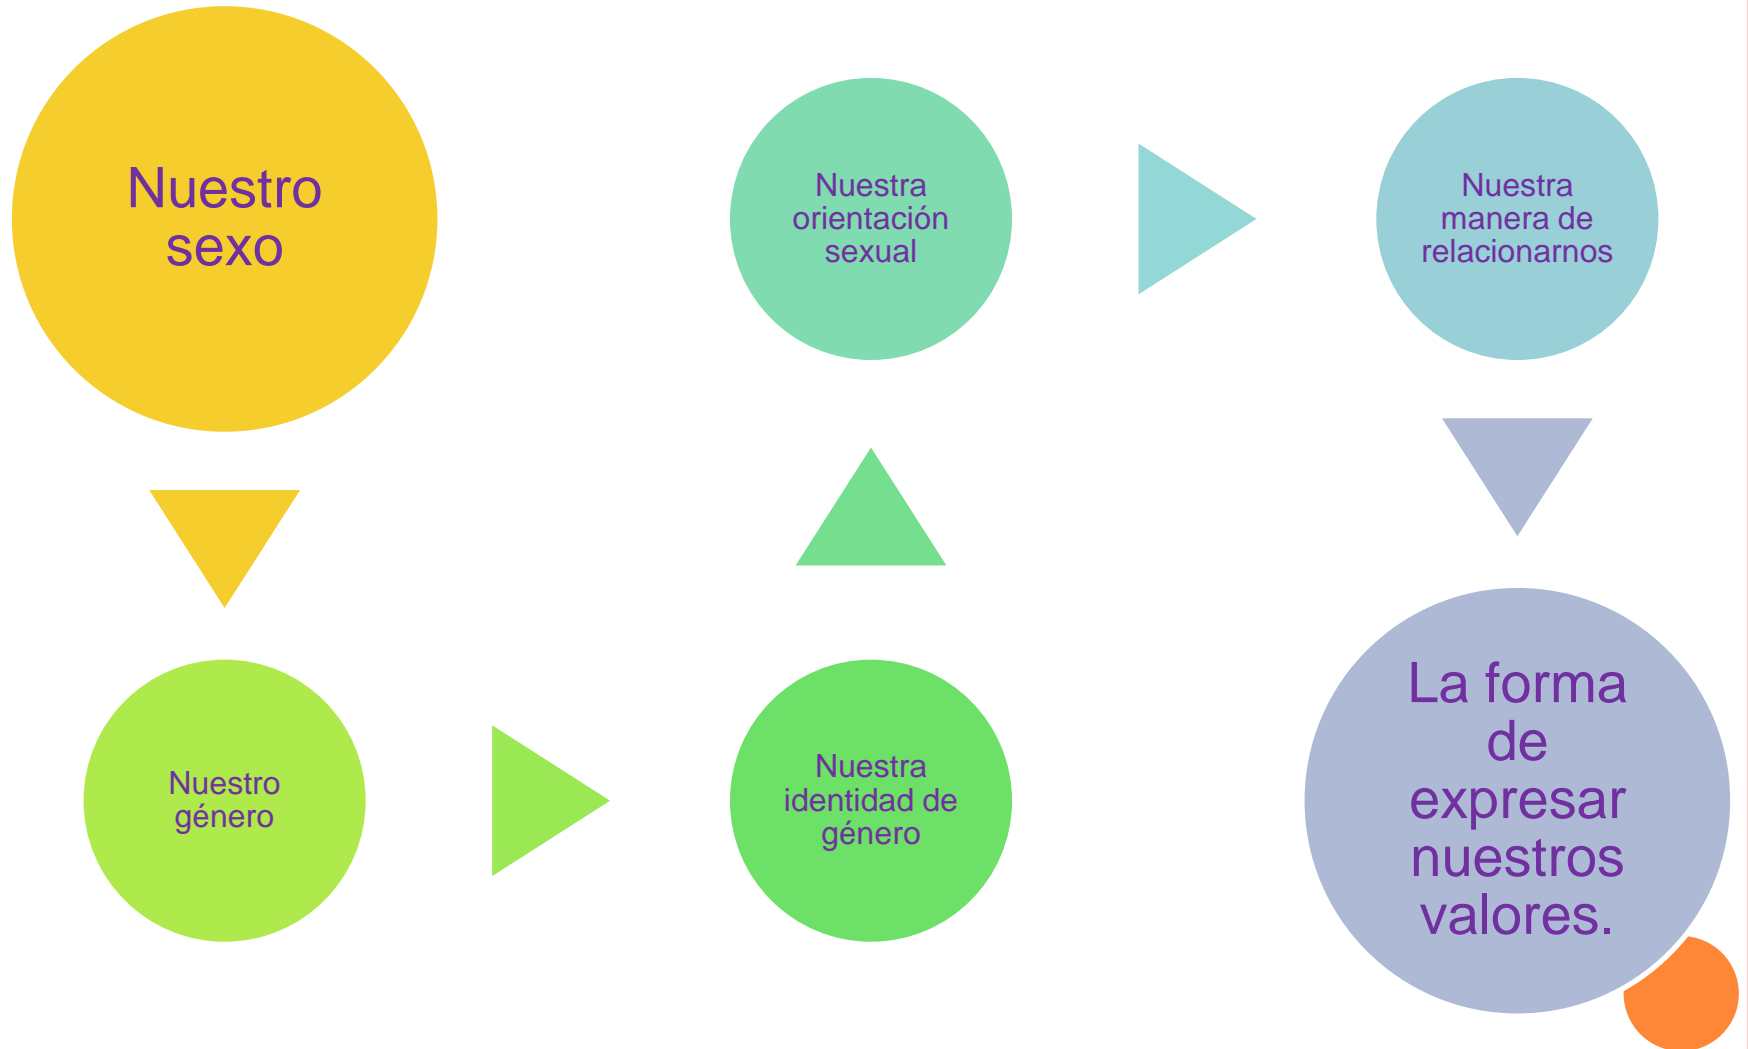 Nuestro
sexo
Nuestro
género
Nuestra
identidad de
género
Nuestra
orientación
sexual
Nuestra
manera de
relacionarnos
La forma
de
expresar
nuestros
valores.